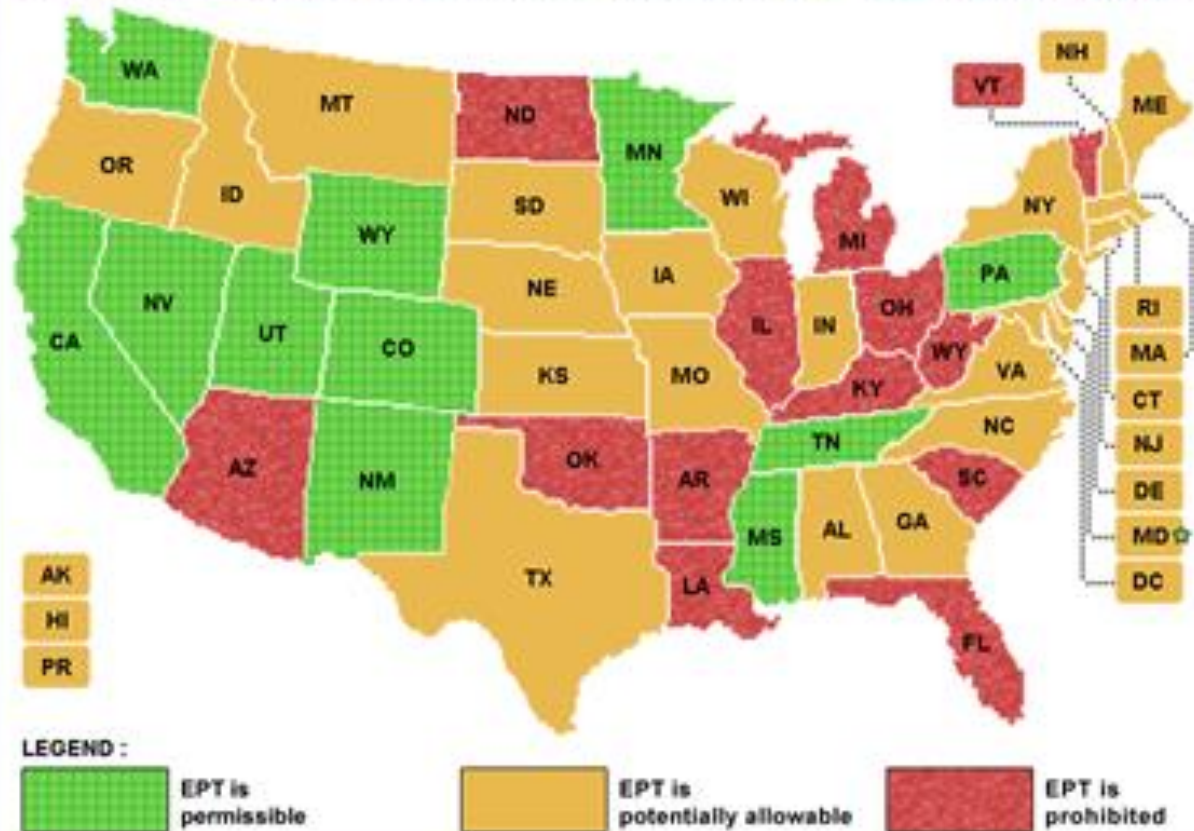 WA
MT
ND
MN
VT
NH
ME
OR
ID
SD
WI
NY
WY
MI
NV
NE
IA
PA
CA
UT
CO
IL
IN
OH
WY
RI
KS
MO
KY
VA
MA
CT
AZ
NM
OK
AR
TN
NC
NJ
SC
DE
MS
AL
GA
MD
TX
LA
DC
AK
HI
PR
FL
LEGEND :
EPT is
permissible
EPT is
potentially allowable
EPT is
prohibited